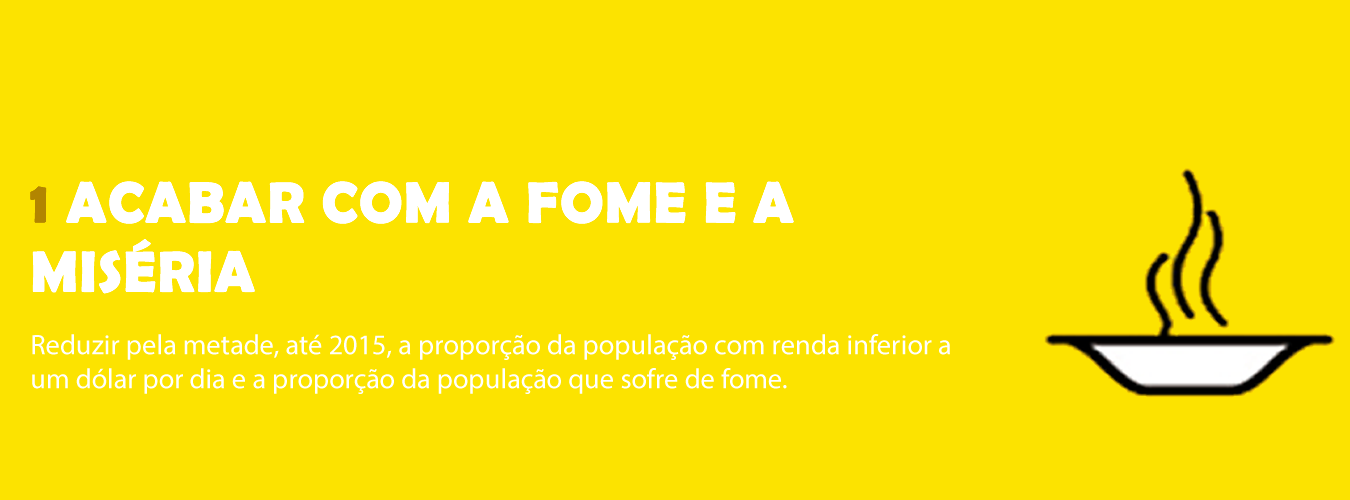 1 ACABAR COM A FOME E A
MISÉRIA
Reduzir pela metade, até 2015, a proporção da população com renda inferior a
um dólar por dia e a proporção da população que sofre de fome.